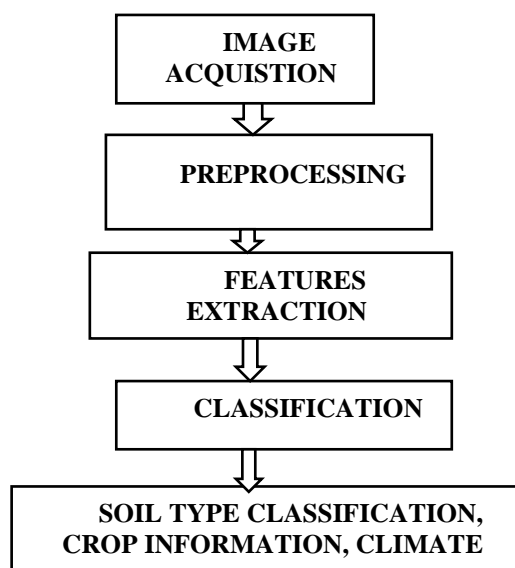 IMAGE
ACQUISTION
PREPROCESSING
FEATURES
EXTRACTION
CLASSIFICATION
SOIL TYPE CLASSIFICATION,
CROP INFORMATION, CLIMATE